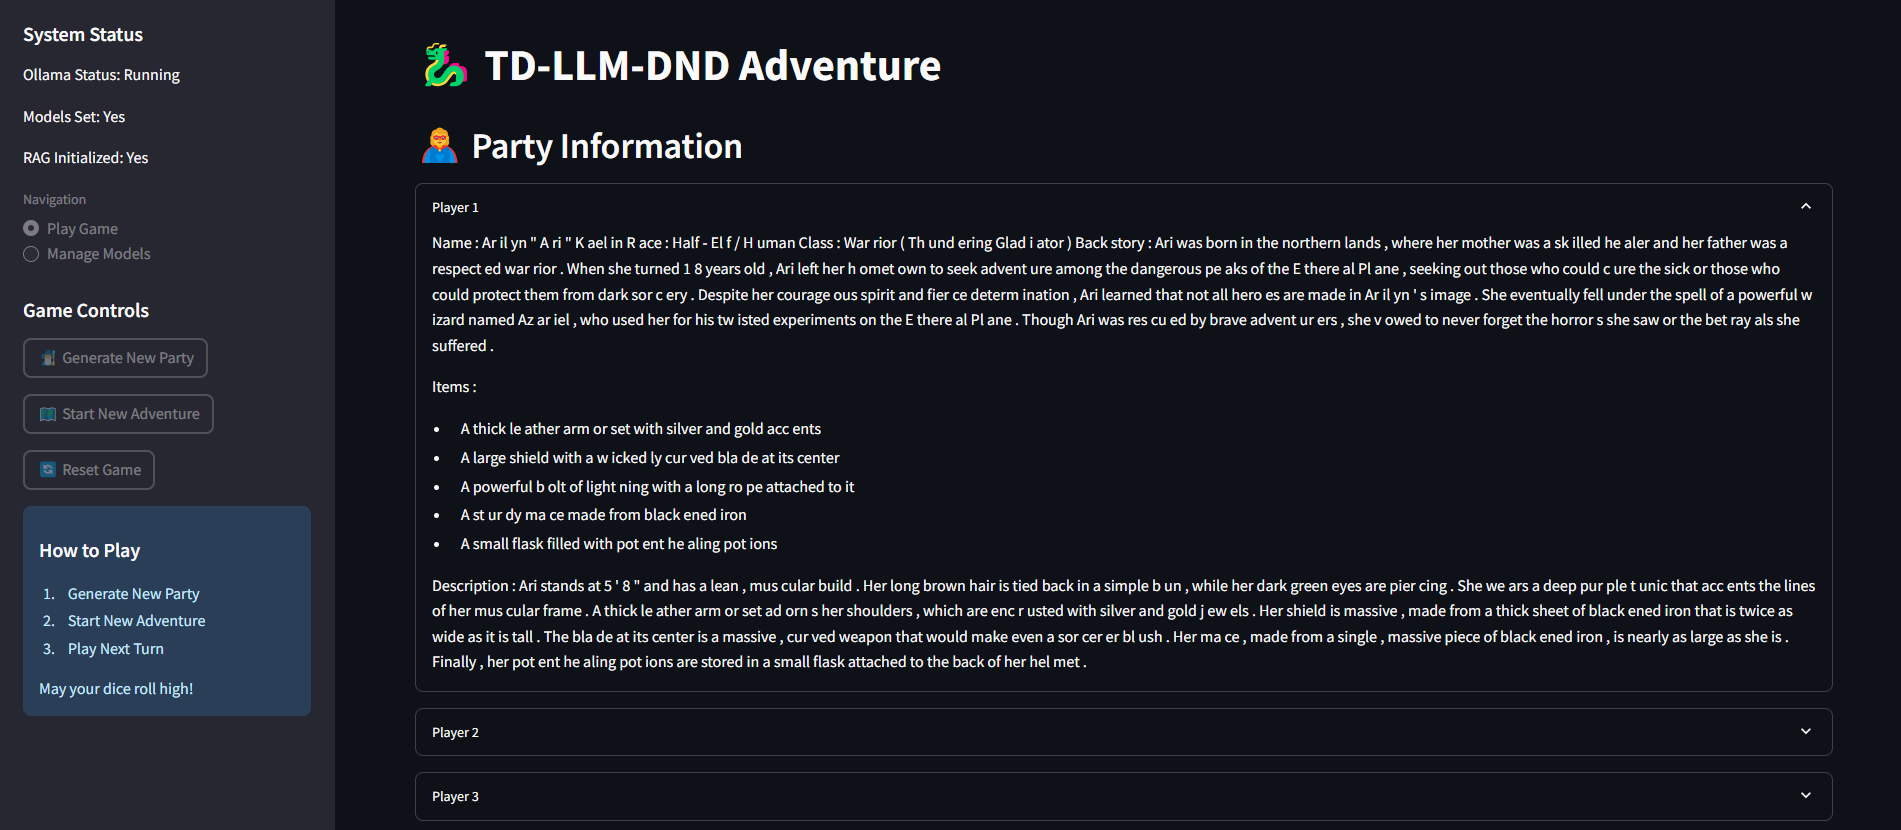 System Status
Ollama Status: Running
Models Set: Yes
RAG Initialized: Yes
Navigation
Play Game
Manage Models
Game Controls
Generate New Party
Start New Adventure
Reset Game
How to Play
1. Generate New Party
2. Start New Adventure
3. Play Next Turn
May your dice roll high!
TD-LLM-DND Adventure
Party Information
Player 1
Name : Ar il yn " A ri " K ael in R ace : Half - El f / H uman Class : War rior ( Th und ering Glad i ator ) Back story : Ari was born in the northern lands , where her mother was a sk illed he aler and her father was a
respect ed war rior . When she turned 1 8 years old , Ari left her h omet own to seek advent ure among the dangerous pe aks of the E there al Pl ane , seeking out those who could c ure the sick or those who
could protect them from dark sor c ery . Despite her courage ous spirit and fier ce determ ination , Ari learned that not all hero es are made in Ar il yn ' s image . She eventually fell under the spell of a powerful w
izard named Az ar iel , who used her for his tw isted experiments on the E there al Pl ane . Though Ari was res cu ed by brave advent ur ers , she v owed to never forget the horror s she saw or the bet ray als she
suffered .
Items :
• A thick le ather arm or set with silver and gold acc ents
• A large shield with a w icked ly cur ved bla de at its center
• A powerful b olt of light ning with a long ro pe attached to it
• A st ur dy ma ce made from black ened iron
• A small flask filled with pot ent he aling pot ions
Description : Ari stands at 5 ' 8 " and has a lean , mus cular build . Her long brown hair is tied back in a simple b un , while her dark green eyes are pier cing . She we ars a deep pur ple t unic that acc ents the lines
of her mus cular frame . A thick le ather arm or set ad orn s her shoulders , which are enc r usted with silver and gold j ew els . Her shield is massive , made from a thick sheet of black ened iron that is twice as
wide as it is tall . The bla de at its center is a massive , cur ved weapon that would make even a sor cer er bl ush . Her ma ce , made from a single , massive piece of black ened iron , is nearly as large as she is .
Finally , her pot ent he aling pot ions are stored in a small flask attached to the back of her hel met .
Player 2
Player 3